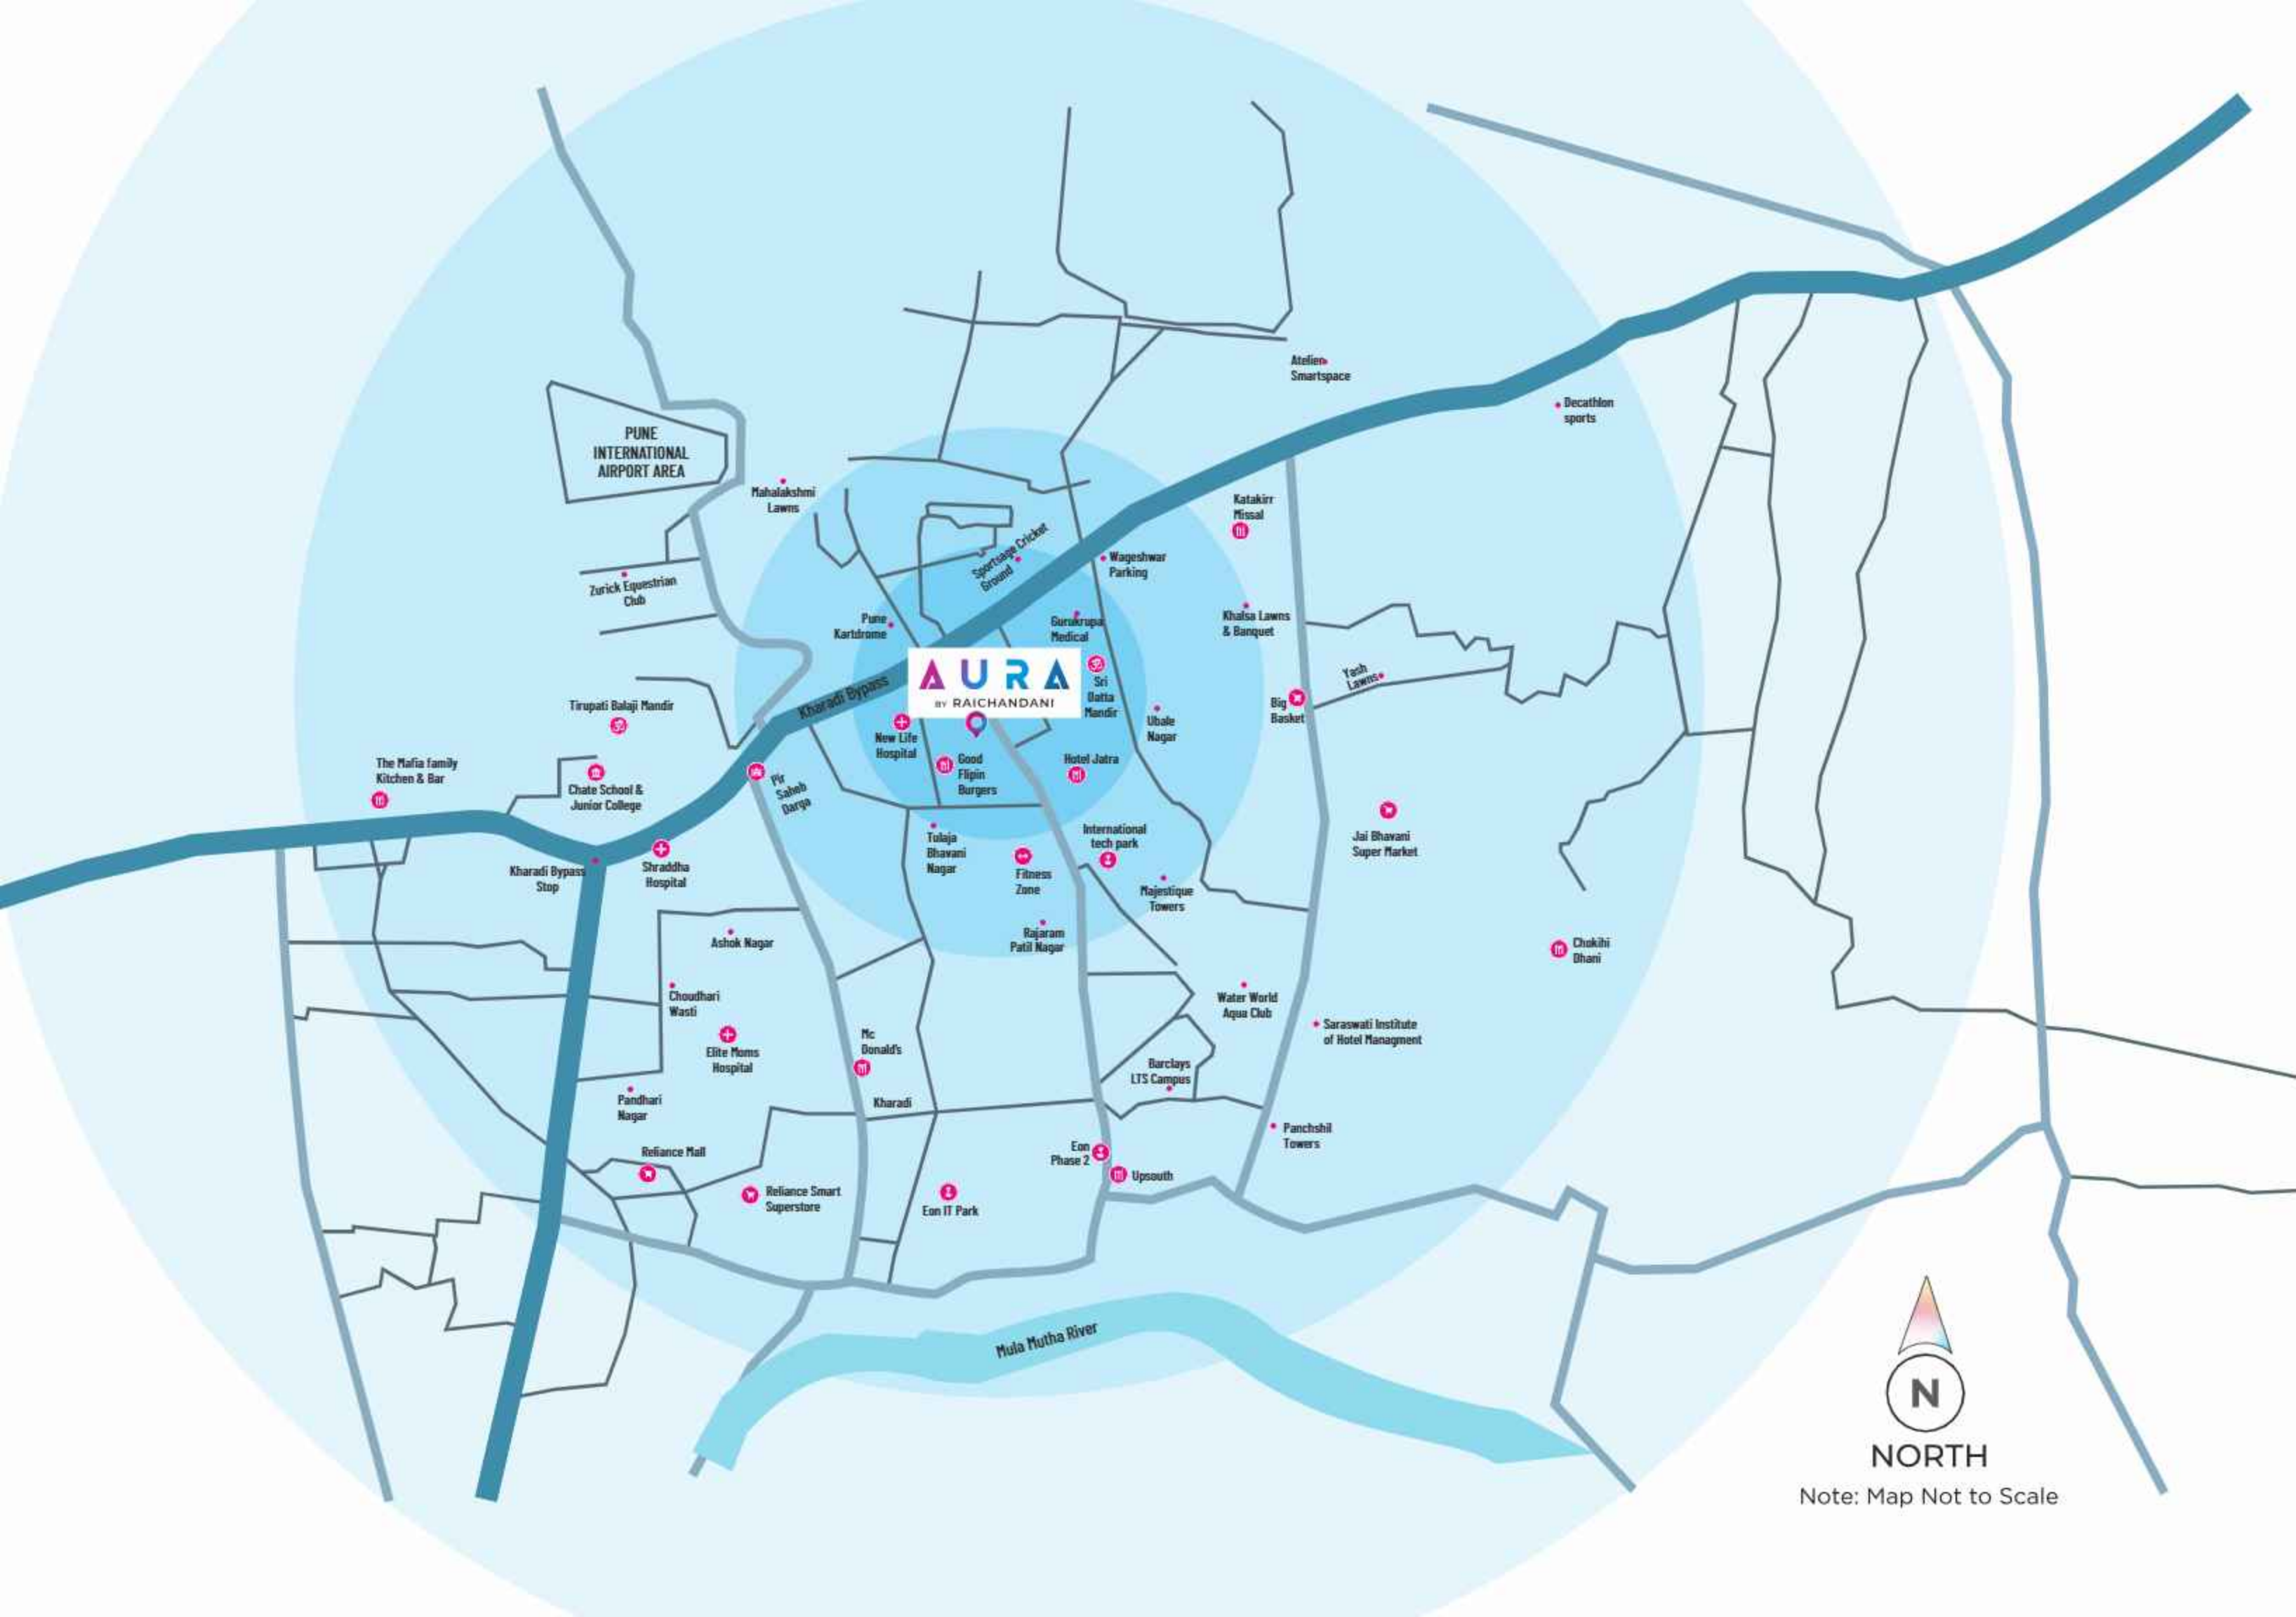 Atelier
Smartspace
Decathlon
sports
PUNE
INTERNATIONAL
AIRPORT AREA
Mahalakshmi
Lawns
Katakirr
Missal
Sportsage Cricket
Ground
Wageshwar
Parking
Zurick Equestrian
Club
Pune
Kartdrome
Gurukrupa
Medical
Khalsa Lawns
& Banquet
AURA
BY RAICHANDANI
Kharadi Bypass
Sri
Datta
Mandir
Yash
Lawns
Big
Basket
Tirupati Balaji Mandir
Ubale
Nagar
New Life
Hospital
Good
Flipin
Burgers
Hotel Jatra
The Mafia family
Kitchen & Bar
Chate School &
Junior College
Pir
Saheb
Darga
International
tech park
Tulaja
Bhavani
Nagar
Jai Bhavani
Super Market
Kharadi Bypass
Stop
Shraddha
Hospital
Fitness
Zone
Majestique
Towers
Ashok Nagar
Rajaram
Patil Nagar
Chokihi
Dhani
Choudhari
Wasti
Water World
Aqua Club
Saraswati Institute
of Hotel Managment
Elite Moms
Hospital
Mc
Donald's
Barclays
LTS Campus
Pandhari
Nagar
Kharadi
Panchshil
Towers
Reliance Mall
Eon
Phase 2
Upsouth
Reliance Smart
Superstore
Eon IT Park
Mula Mutha River
N
NORTH
Note: Map Not to Scale